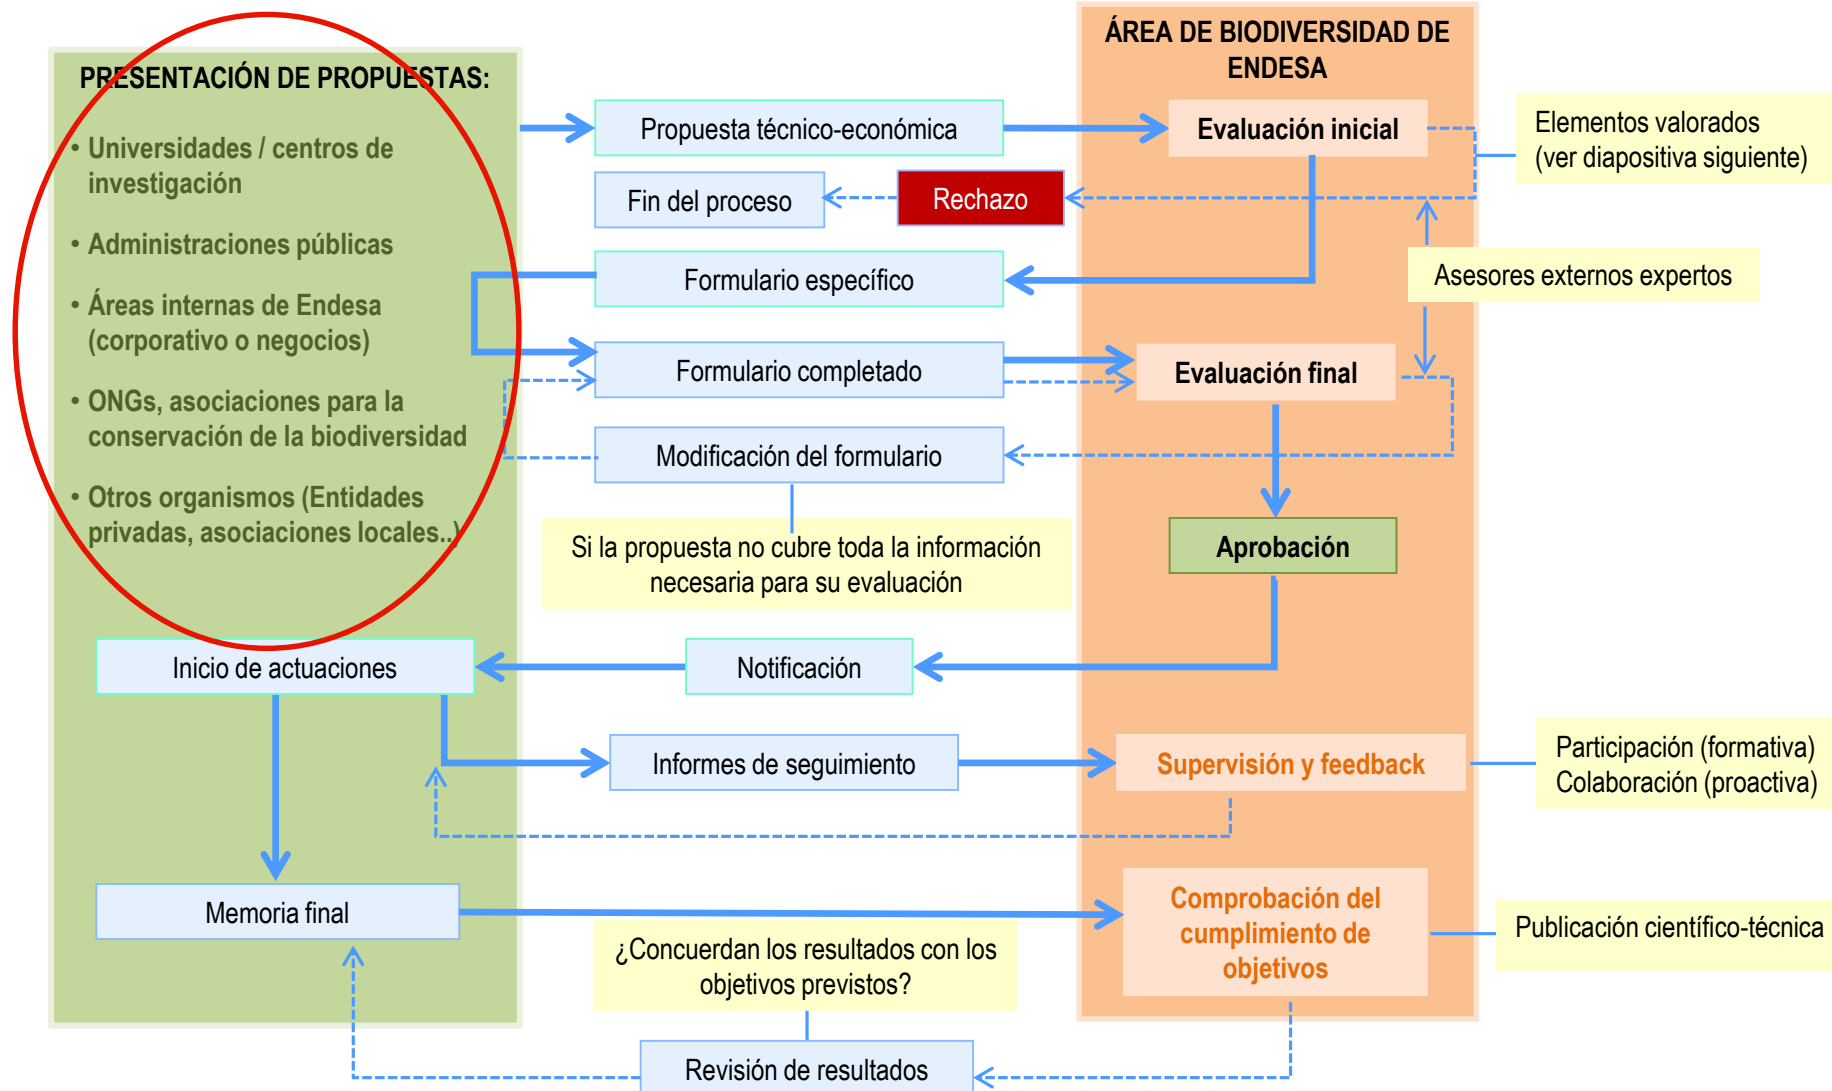 PRESENTACIÓN DE PROPUESTAS:
• Universidades / centros de
investigación
• Administraciones públicas
• Áreas internas de Endesa
(corporativo o negocios)
• ONGs, asociaciones para la
conservación de la biodiversidad
• Otros organismos (Entidades
privadas, asociaciones locales..)
ÁREA DE BIODIVERSIDAD DE
ENDESA
Propuesta técnico-económica
Evaluación inicial
Elementos valorados
(ver diapositiva siguiente)
Fin del proceso
Rechazo
Formulario específico
Asesores externos expertos
Formulario completado
Evaluación final
Modificación del formulario
Si la propuesta no cubre toda la información
necesaria para su evaluación
Aprobación
Inicio de actuaciones
Notificación
Informes de seguimiento
Supervisión y feedback
Participación (formativa)
Colaboración (proactiva)
Memoria final
Comprobación del
cumplimiento de
objetivos
Publicación científico-técnica
¿Concuerdan los resultados con los
objetivos previstos?
Revisión de resultados